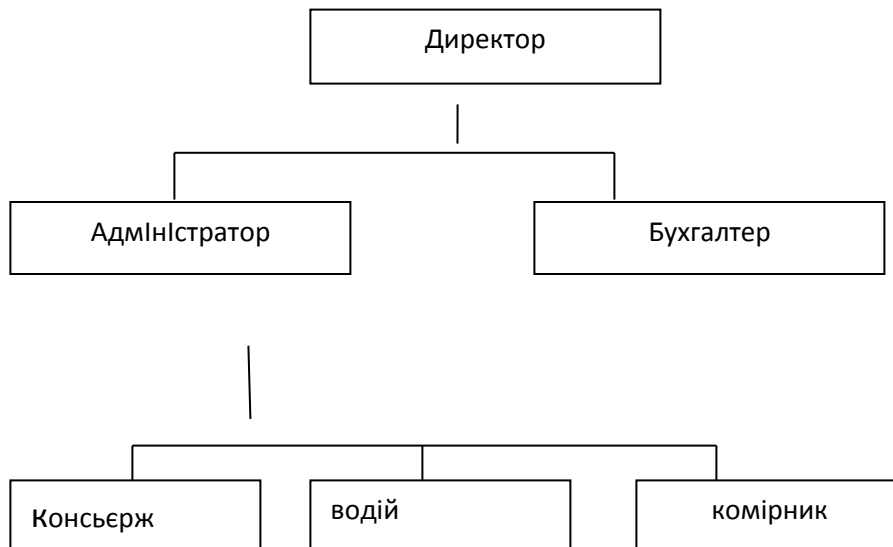 Директор
АдмІнІстратор
Бухгалтер
Консьєрж
водій
комірник